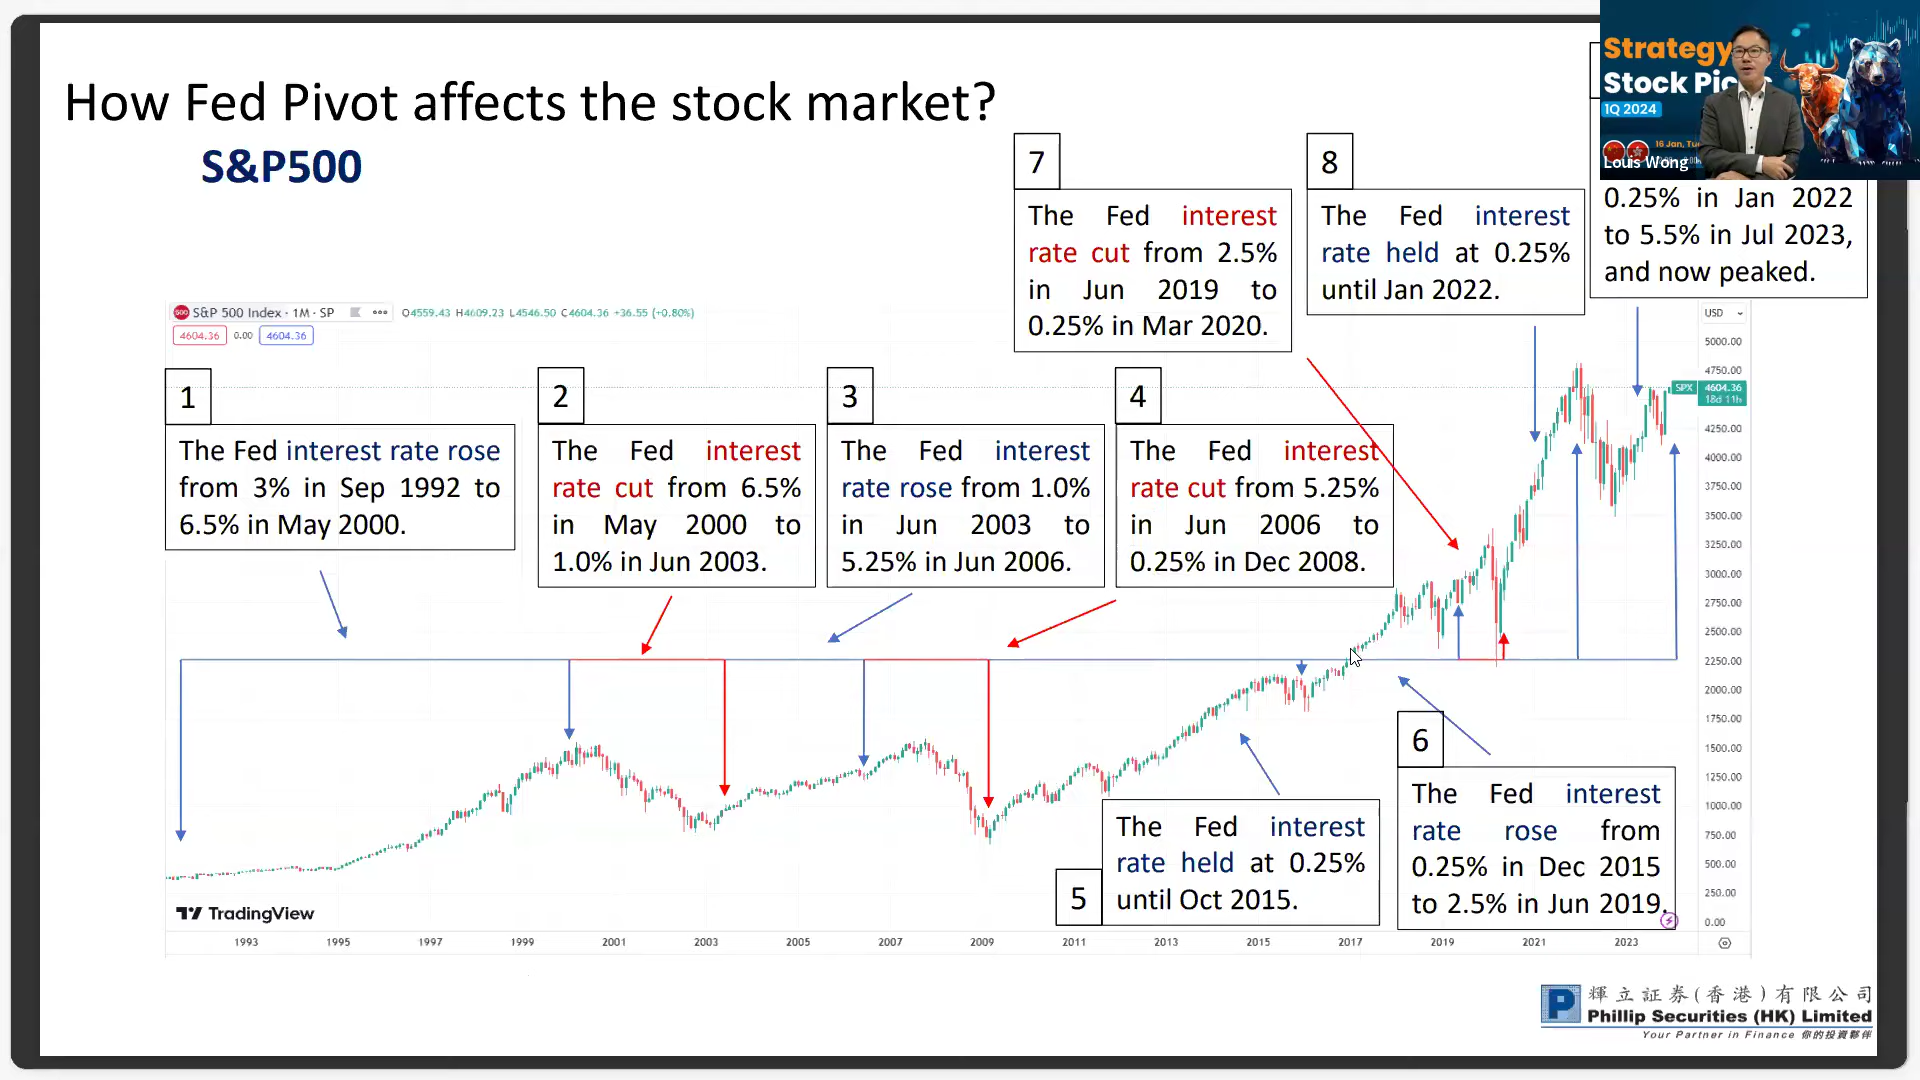 How Fed Pivot affects the stock market?
S&P500
Strategy
Stock Pic
1Q 2024
16 Jan, Tu
Louis Wong
7
The Fed interest
rate cut from 2.5%
in Jun 2019 to
0.25% in Mar 2020.
8
The Fed interest
rate held at 0.25%
until Jan 2022.
0.25% in Jan 2022
to 5.5% in Jul 2023,
and now peaked.
500 S&P 500 Index · 1M · SP
O4559.43 H4609.23 L4546.50 C4604.36 +36.55 (+0.80%)
4604.36 0.00 4604.36
1
The Fed interest rate rose
from 3% in Sep 1992 to
6.5% in May 2000.
2
The Fed interest
rate cut from 6.5%
in May 2000 to
1.0% in Jun 2003.
3
The Fed interest
rate rose from 1.0%
in Jun 2003 to
5.25% in Jun 2006.
4
The Fed interest
rate cut from 5.25%
in Jun 2006 to
0.25% in Dec 2008.
5
The Fed interest
rate held at 0.25%
until Oct 2015.
6
The Fed interest
rate rose from
0.25% in Dec 2015
to 2.5% in Jun 2019.
USD
5000.00
4750.00
SPX 4604.36
18d 11h
4250.00
4000.00
3750.00
3500.00
3250.00
3000.00
2750.00
2500.00
2250.00
2000.00
1750.00
1500.00
1250.00
1000.00
750.00
500.00
250.00
0.00
TradingView
1993 1995 1997 1999 2001 2003 2005 2007 2009 2011 2013 2015 2017 2019 2021 2023
輝立証券(香港)有限公司
Phillip Securities (HK) Limited
Your Partner in Finance 你的投資夥伴